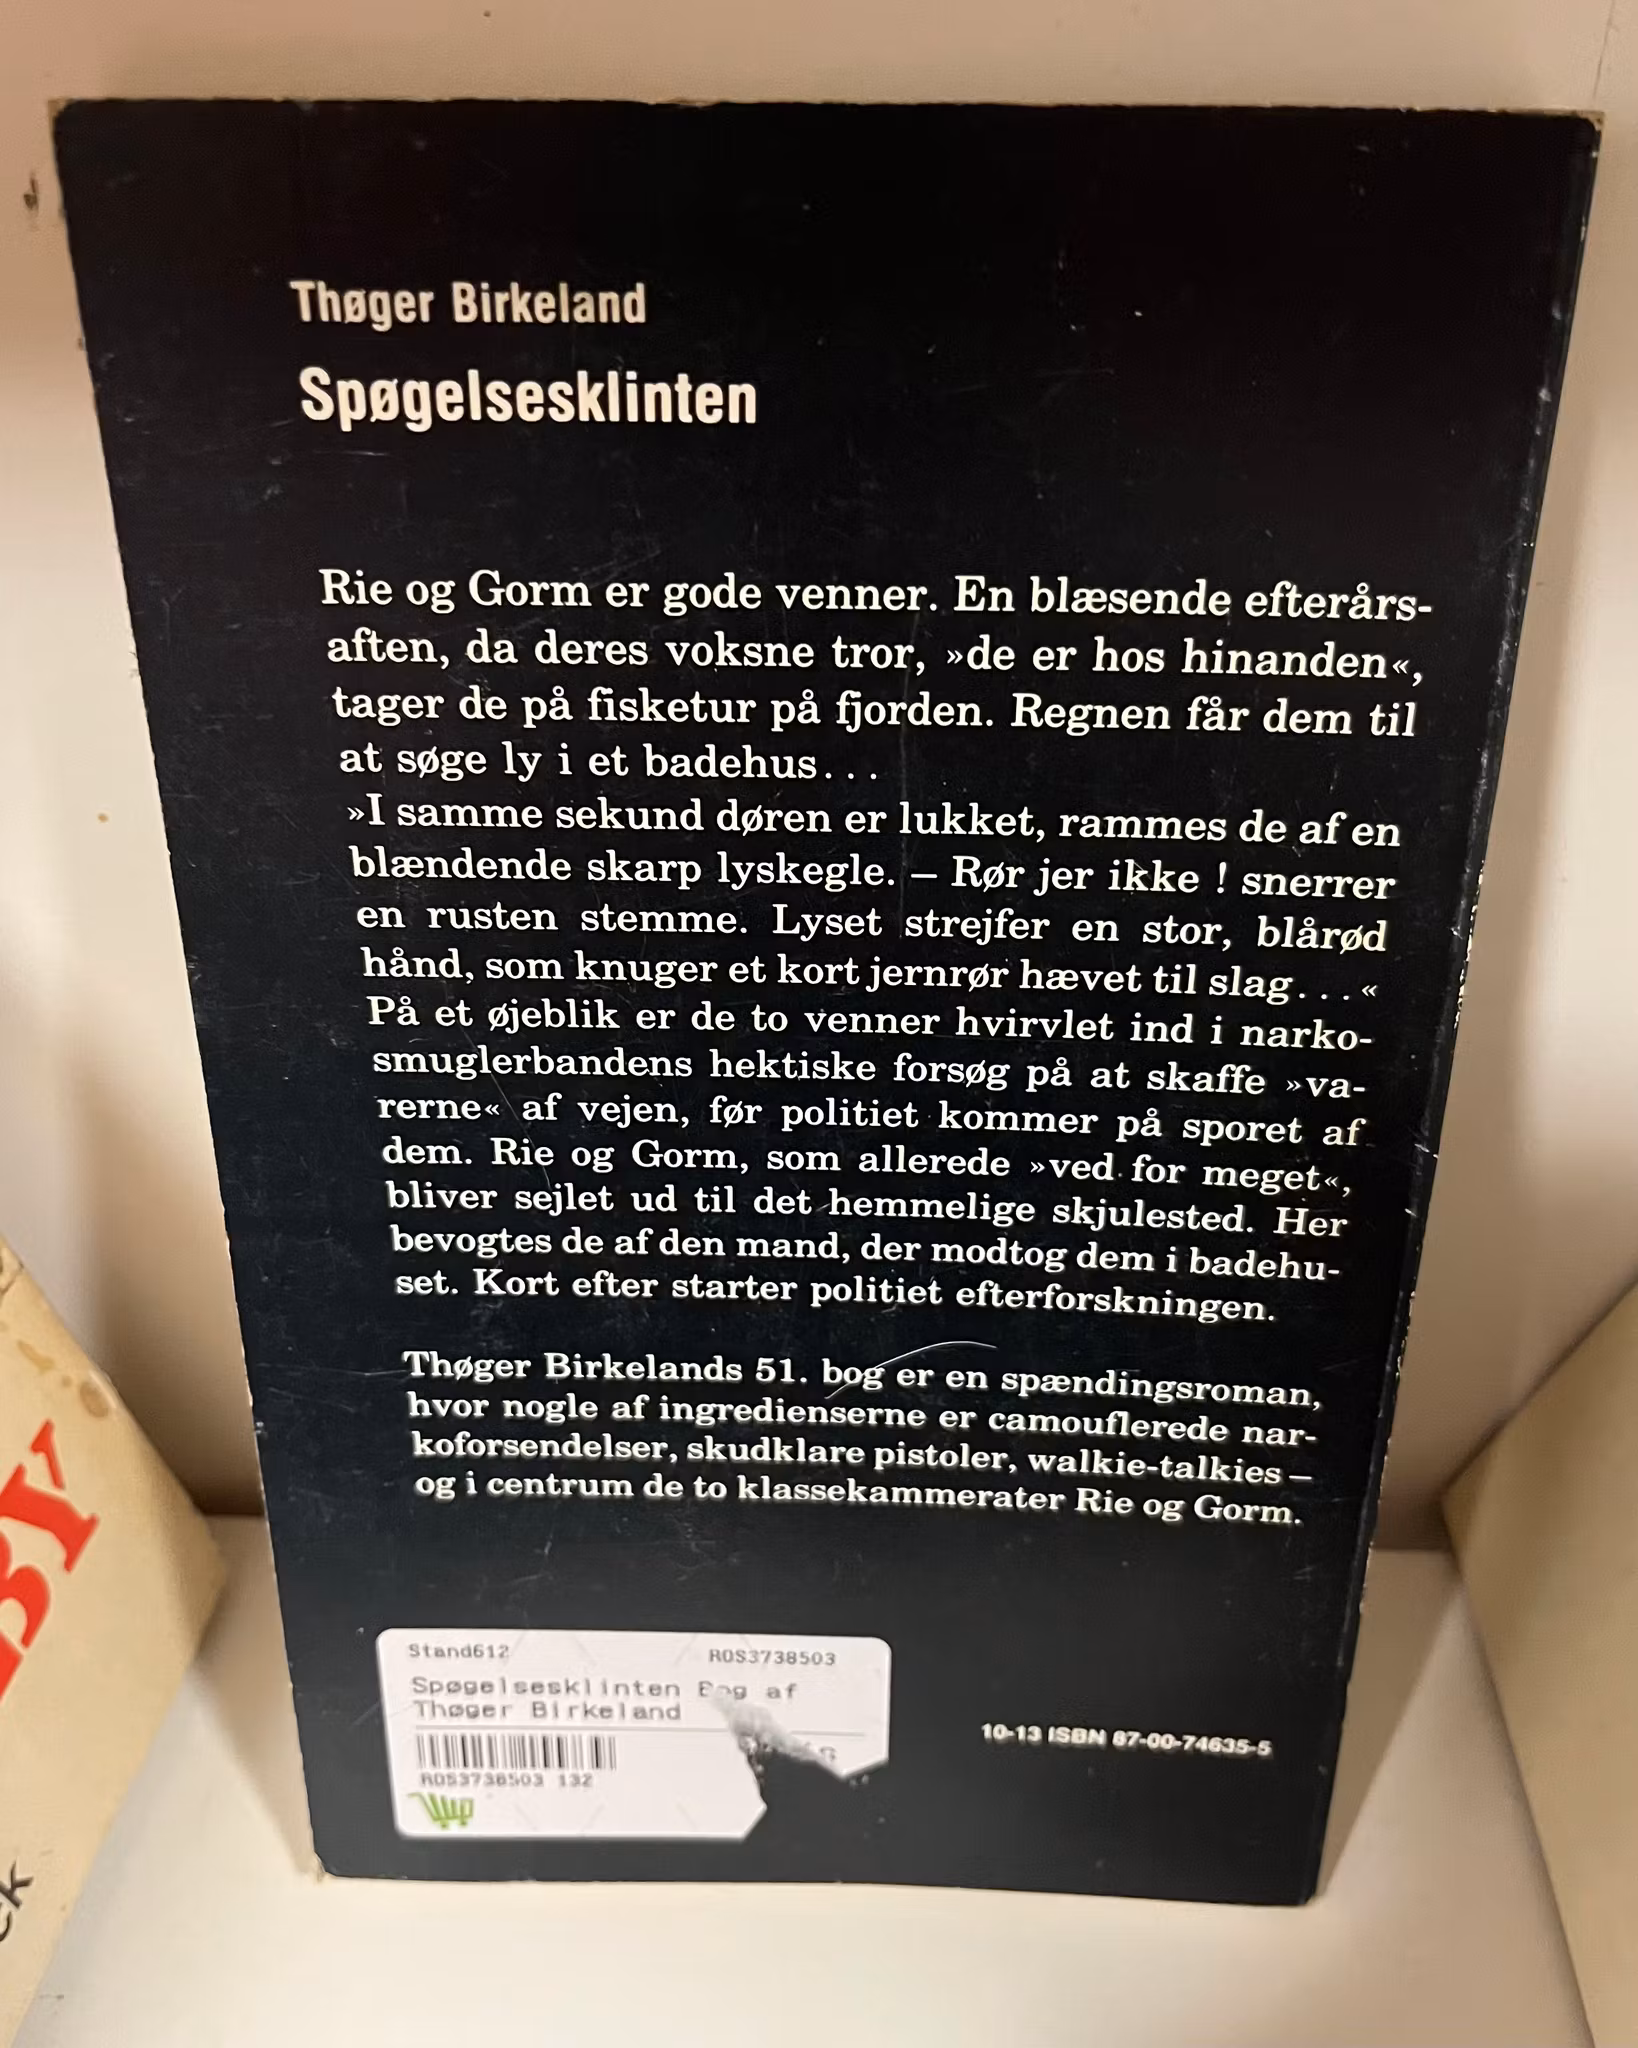 Thøger Birkeland
Spøgelsesklinten
Rie og Gorm er gode venner. En blæsende efterårs-
aften, da deres voksne tror, »de er hos hinanden«,
tager de på fisketur på fjorden. Regnen får dem til
at søge ly i et badehus...
»I samme sekund døren er lukket, rammes de af en
blændende skarp lyskegle. – Rør jer ikke ! snerrer
en rusten stemme. Lyset strejfer en stor, blårød
hånd, som knuger et kort jernrør hævet til slag...«
På et øjeblik er de to venner hvirvlet ind i narko-
smuglerbandens hektiske forsøg på at skaffe »va-
rerne« af vejen, før politiet kommer på sporet af
dem. Rie og Gorm, som allerede »ved for meget«,
bliver sejlet ud til det hemmelige skjulested. Her
bevogtes de af den mand, der modtog dem i badehu-
set. Kort efter starter politiet efterforskningen.
Thøger Birkelands 51. bog er en spændingsroman,
hvor nogle af ingredienserne er camouflerede nar-
koforsendelser, skudklare pistoler, walkie-talkies –
og i centrum de to klassekammerater Rie og Gorm.
Stand612 ROS3738503
Spøgelsesklinten Bog af
Thøger Birkeland
ROS3738503 132
10-13 ISBN 87-00-74635-5
BY
ck